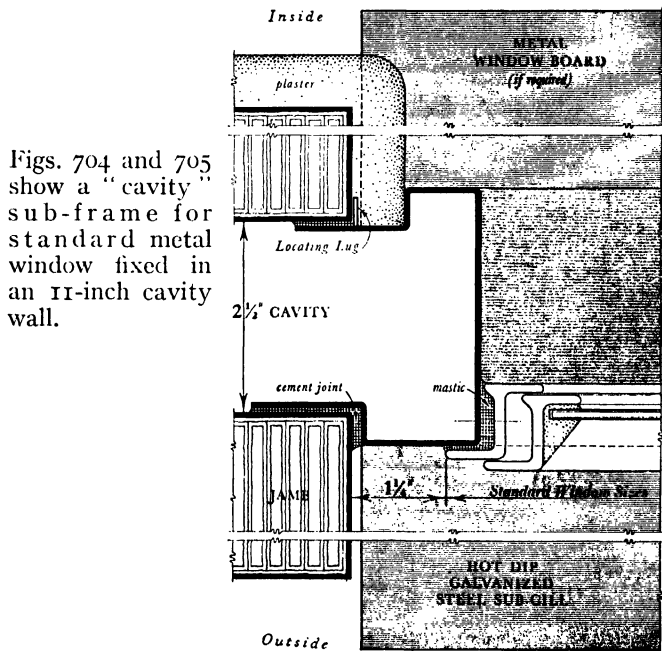 Inside
METAL
WINDOW BOARD
(if required)
plaster
Figs. 704 and 705
show a "cavity"
sub-frame for
standard metal
window fixed in
an 11-inch cavity
wall.
Locating Lug
2½" CAVITY
cement joint
mastic
JAMB
1¼"
Standard Window Sizes
HOT DIP
GALVANIZED
STEEL SUB-CILL
Outside